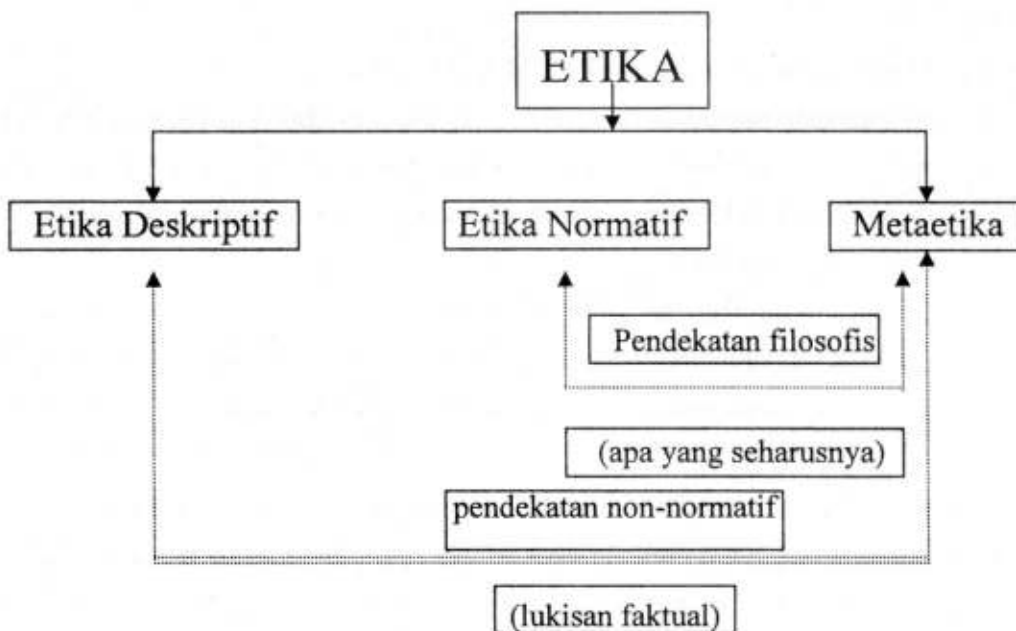 ETIKA
Etika Deskriptif
Etika Normatif
Metaetika
Pendekatan filosofis
(apa yang seharusnya)
pendekatan non-normatif
(lukisan faktual)